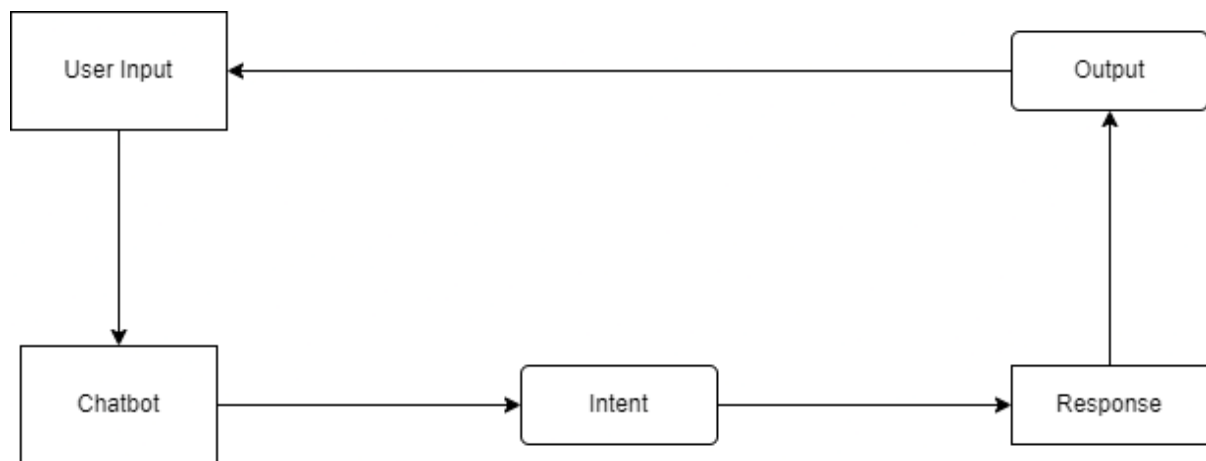 User Input
Output
Chatbot
Intent
Response